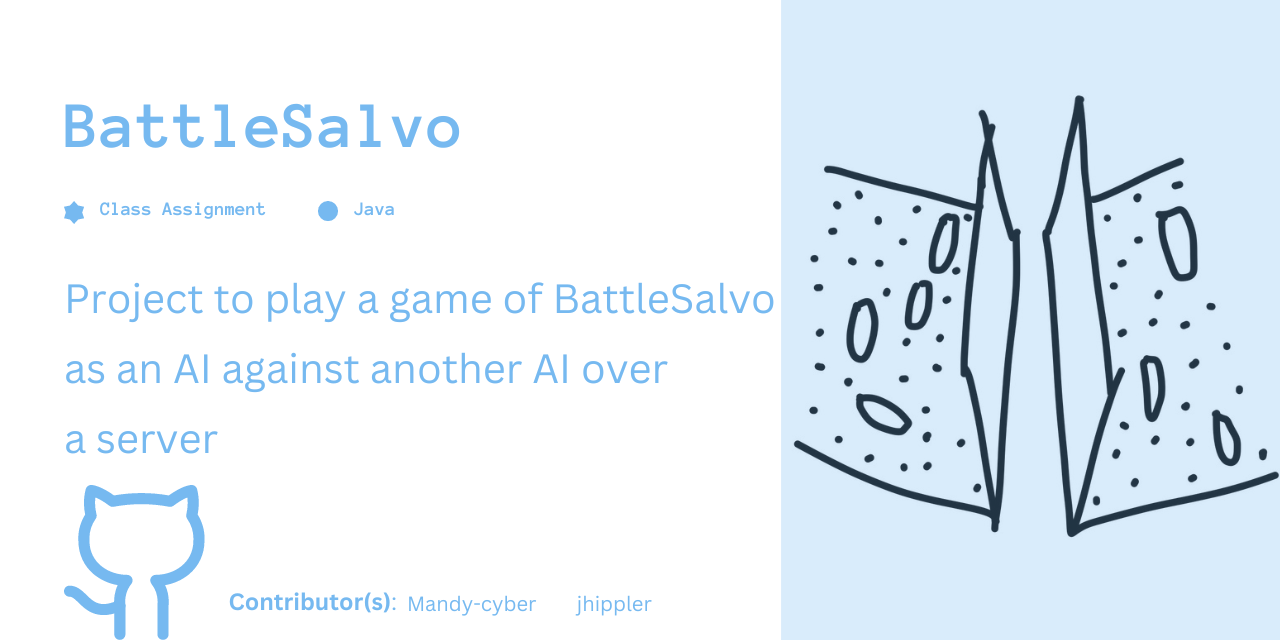 BattleSalvo
Class Assignment Java
Project to play a game of BattleSalvo
as an AI against another AI over
a server
Contributor(s): Mandy-cyber jhippler